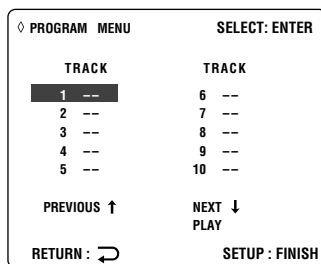 ◊ PROGRAM MENU SELECT: ENTER
TRACK TRACK
1 -- 6 --
2 -- 7 --
3 -- 8 --
4 -- 9 --
5 -- 10 --
PREVIOUS ↑ NEXT ↓
PLAY
RETURN : SETUP : FINISH